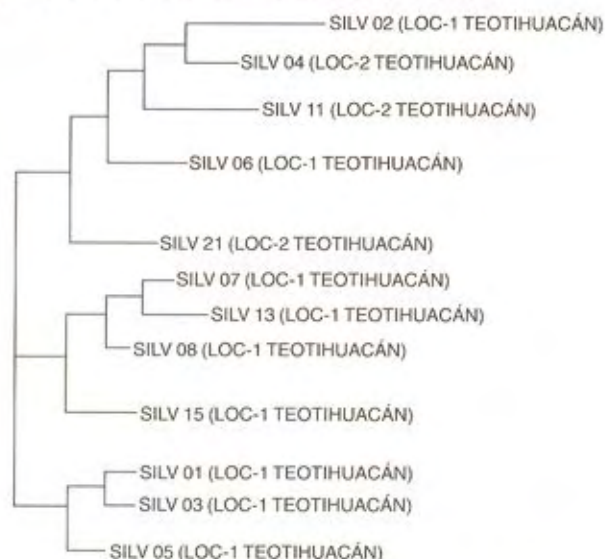 SILV 02 (LOC-1 TEOTIHUACÁN)
SILV 04 (LOC-2 TEOTIHUACÁN)
SILV 11 (LOC-2 TEOTIHUACÁN)
SILV 06 (LOC-1 TEOTIHUACÁN)
SILV 21 (LOC-2 TEOTIHUACÁN)
SILV 07 (LOC-1 TEOTIHUACÁN)
SILV 13 (LOC-1 TEOTIHUACÁN)
SILV 08 (LOC-1 TEOTIHUACÁN)
SILV 15 (LOC-1 TEOTIHUACÁN)
SILV 01 (LOC-1 TEOTIHUACÁN)
SILV 03 (LOC-1 TEOTIHUACÁN)
SILV 05 (LOC-1 TEOTIHUACÁN)